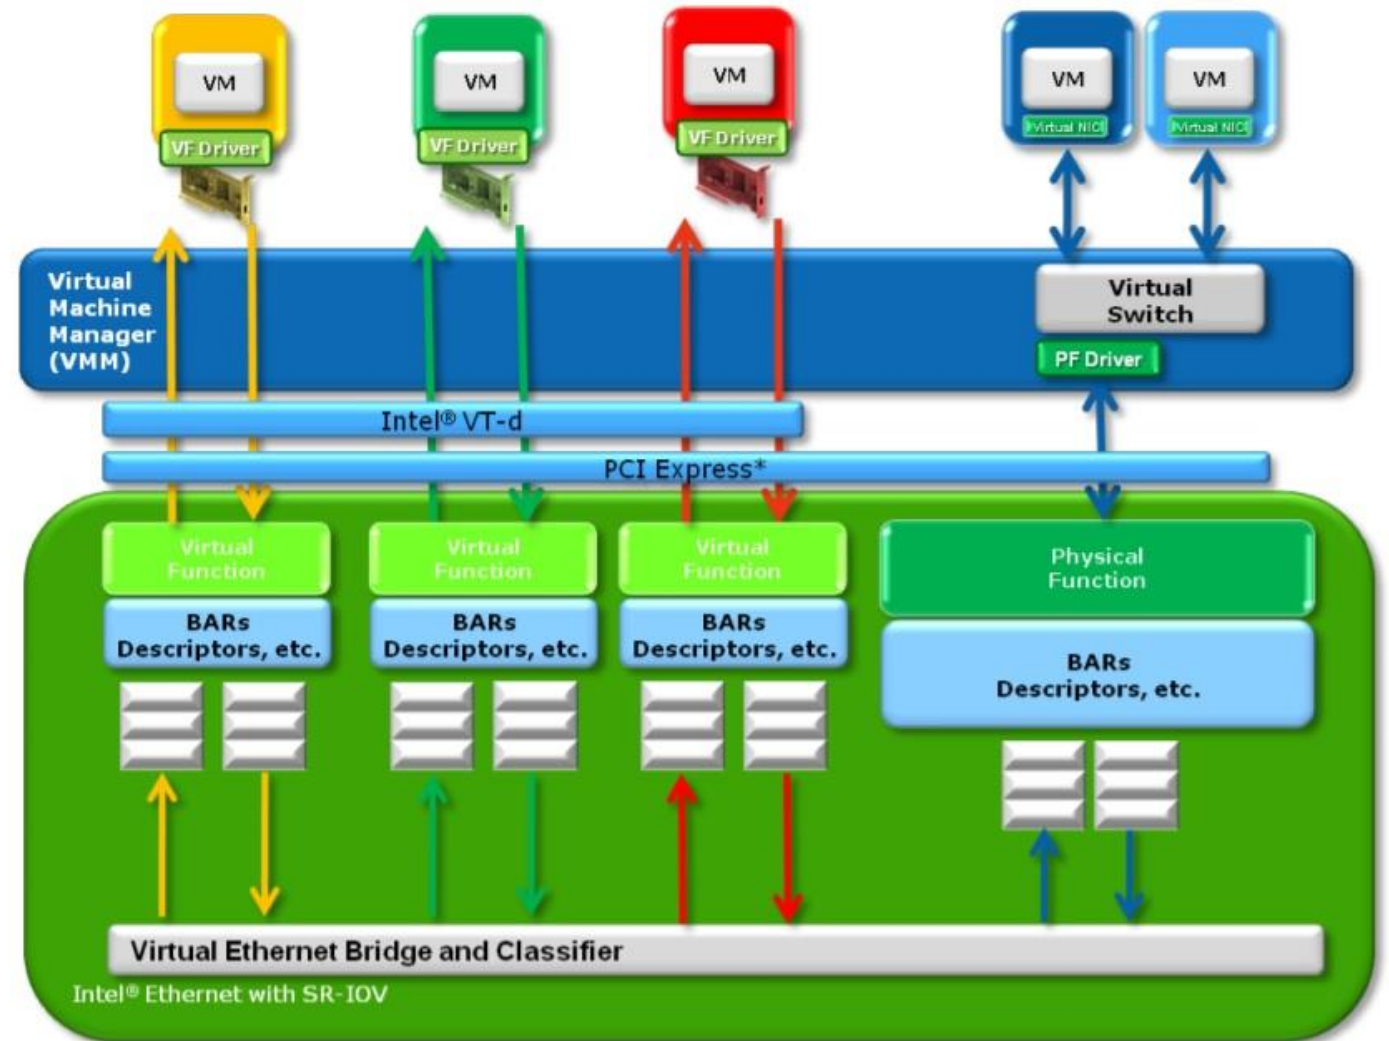 VM
VM
VM
VM
VM
VF Driver
VF Driver
VF Driver
Virtual NIC
Virtual NIC
Virtual
Machine
Manager
(VMM)
Virtual
Switch
PF Driver
Intel® VT-d
PCI Express*
Virtual
Function
Virtual
Function
Virtual
Function
Physical
Function
BARs
Descriptors, etc.
BARs
Descriptors, etc.
BARs
Descriptors, etc.
BARs
Descriptors, etc.
Virtual Ethernet Bridge and Classifier
Intel® Ethernet with SR-IOV